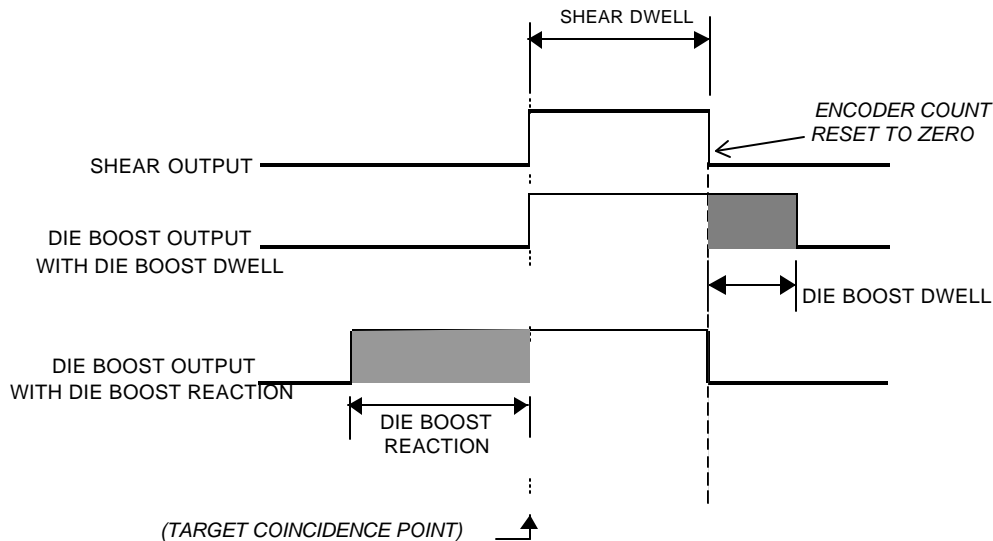 SHEAR DWELL
ENCODER COUNT
RESET TO ZERO
SHEAR OUTPUT
DIE BOOST OUTPUT
WITH DIE BOOST DWELL
DIE BOOST DWELL
DIE BOOST OUTPUT
WITH DIE BOOST REACTION
DIE BOOST
REACTION
(TARGET COINCIDENCE POINT)